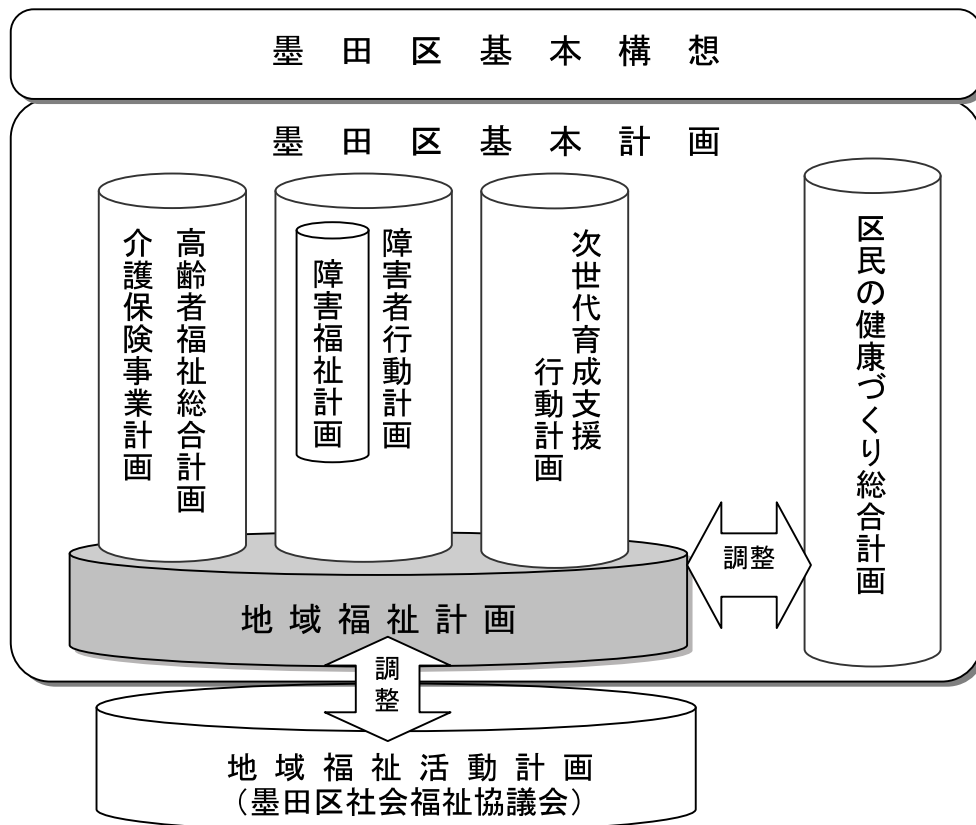 墨田区基本構想
墨田区基本計画
高齢者福祉総合計画
介護保険事業計画
障害者行動計画
障害福祉計画
次世代育成支援
行動計画
区民の健康づくり総合計画
調整
地域福祉計画
調整
地域福祉活動計画
（墨田区社会福祉協議会）